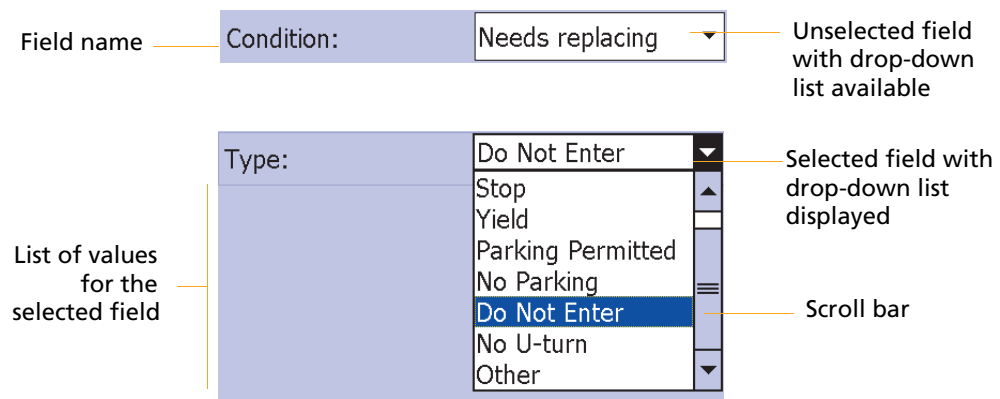 Field name
Condition:
Needs replacing
Unselected field
with drop-down
list available
Type:
Do Not Enter
Selected field with
drop-down list
displayed
Stop
Yield
Parking Permitted
No Parking
Do Not Enter
No U-turn
Other
List of values
for the
selected field
Scroll bar